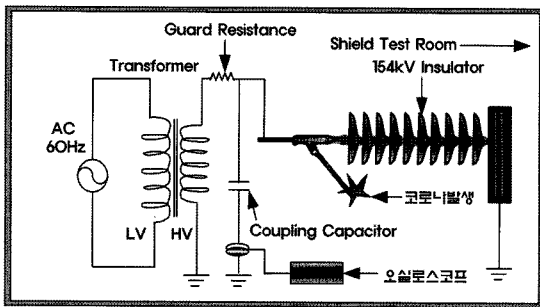 Guard Resistance
Shield Test Room
Transformer
154kV Insulator
AC
60Hz
코로나발생
LV
HV
Coupling Capacitor
오실로스코프